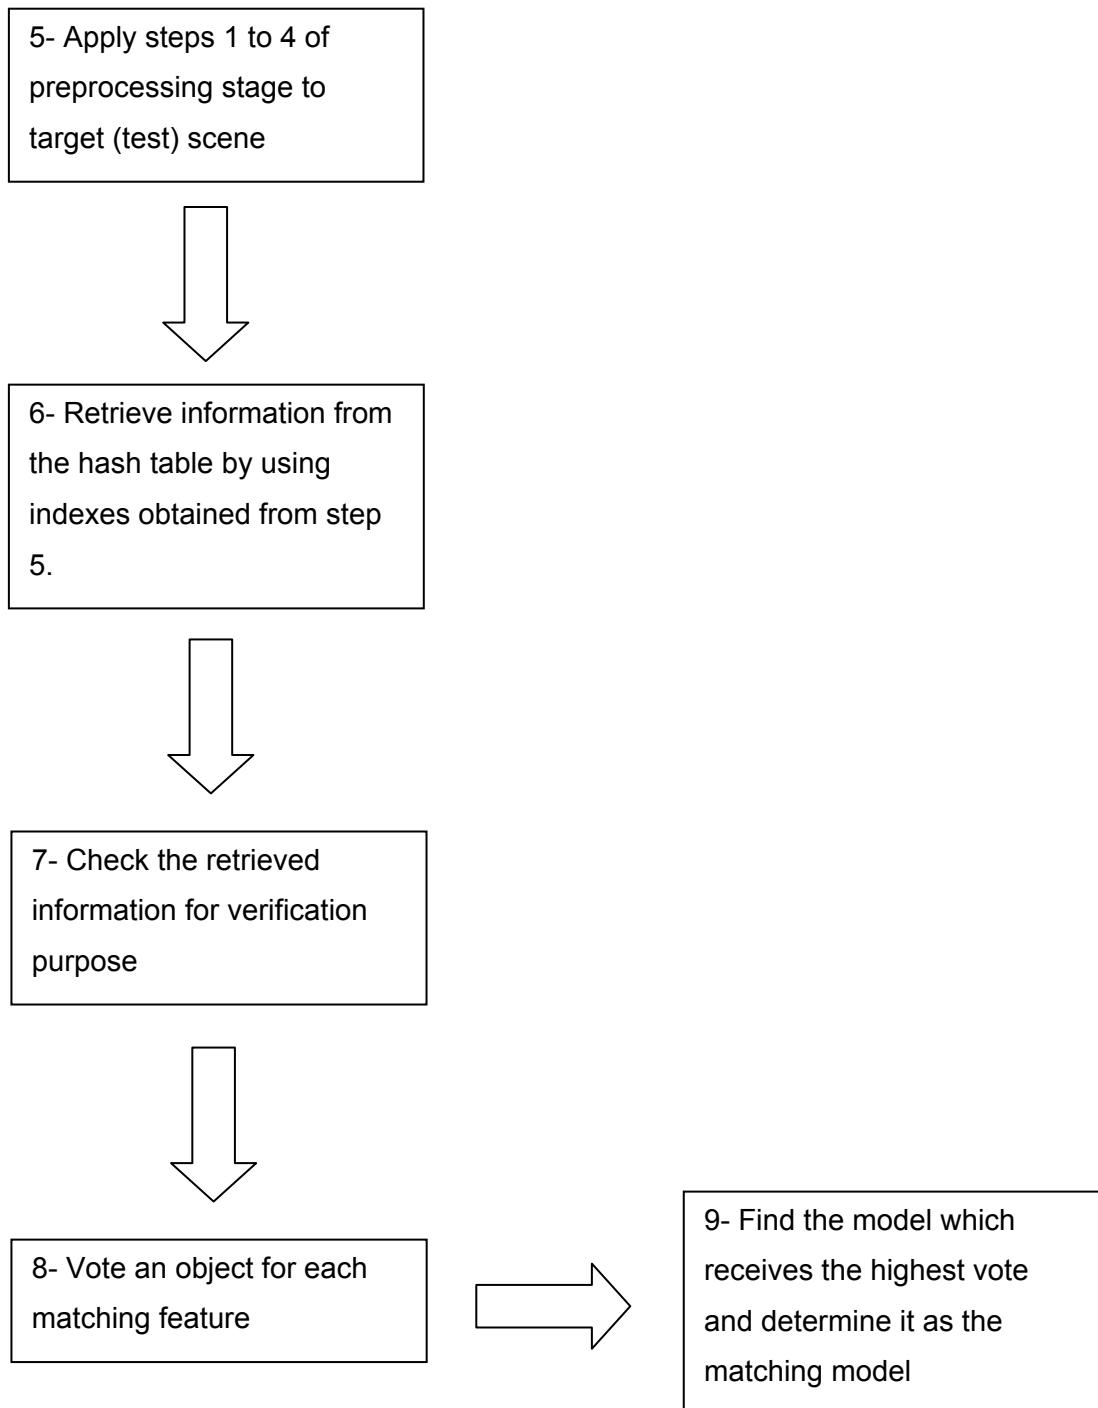 5- Apply steps 1 to 4 of
preprocessing stage to
target (test) scene
6- Retrieve information from
the hash table by using
indexes obtained from step
5.
7- Check the retrieved
information for verification
purpose
8- Vote an object for each
matching feature
9- Find the model which
receives the highest vote
and determine it as the
matching model